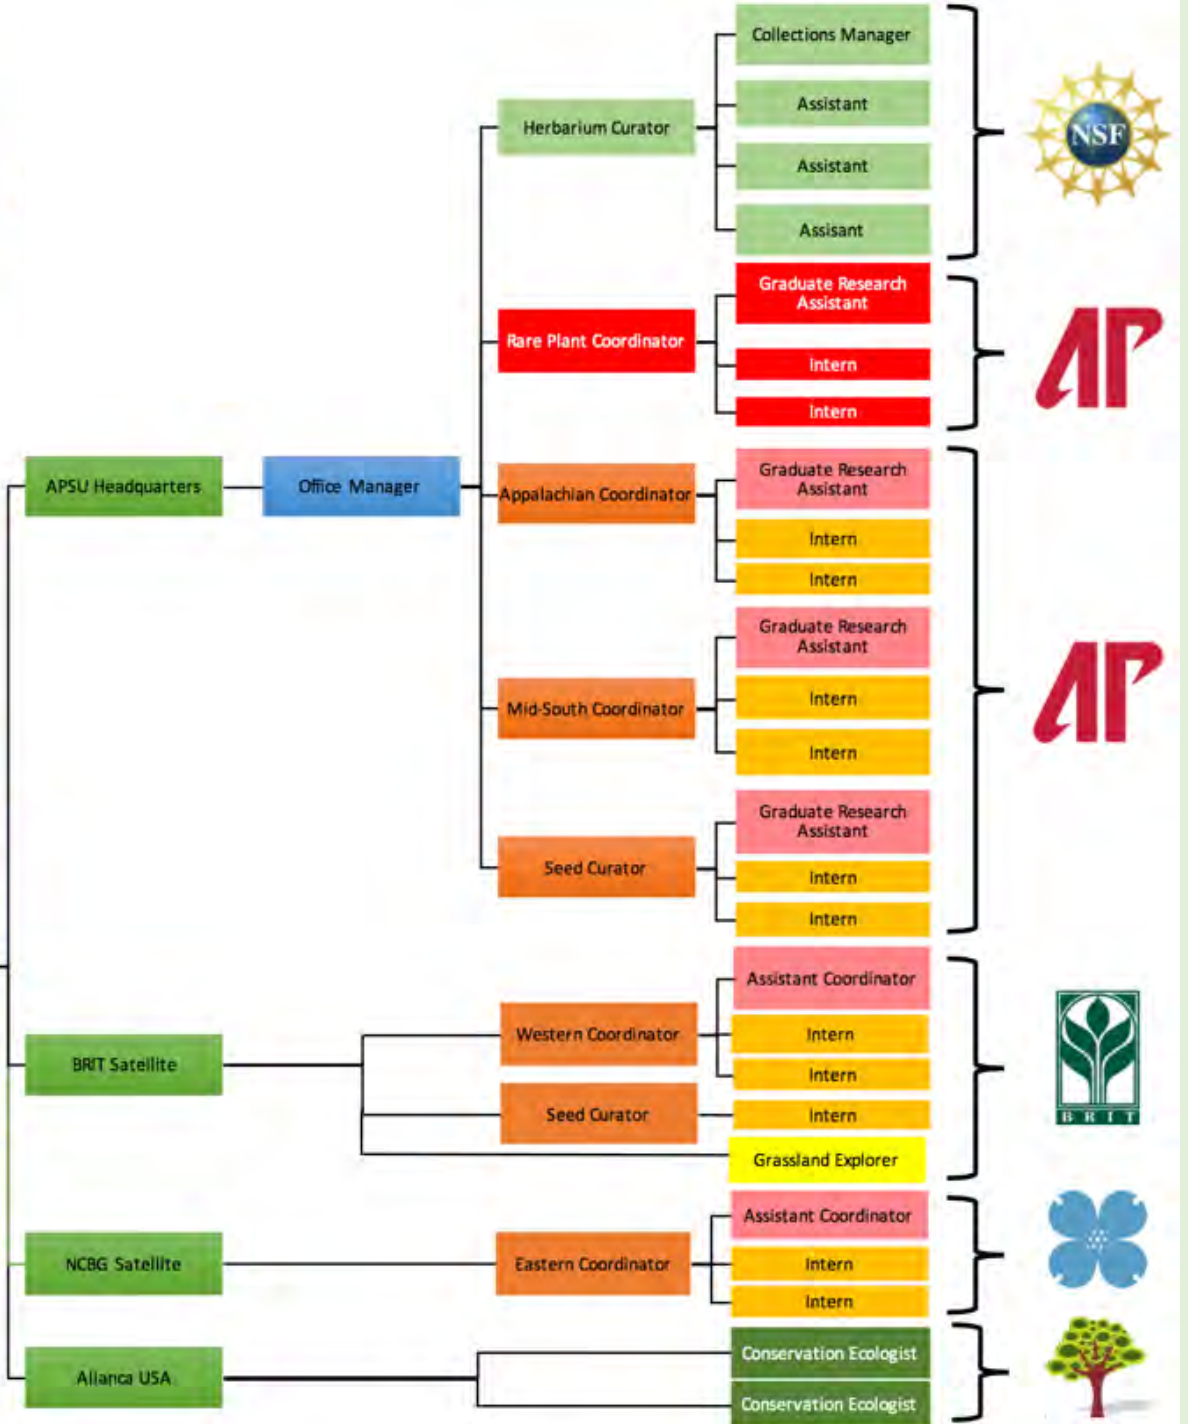 Collections Manager
Assistant
Herbarium Curator
NSF
Assistant
Assisant
Graduate Research
Assistant
Rare Plant Coordinator
Intern
AP
Intern
APSU Headquarters
Office Manager
Appalachian Coordinator
Graduate Research
Assistant
Intern
Intern
Graduate Research
Assistant
Mid-South Coordinator
Intern
AP
Intern
Graduate Research
Assistant
Seed Curator
Intern
Intern
Assistant Coordinator
Western Coordinator
Intern
BRIT Satellite
Intern
Seed Curator
Intern
BRIT
Grassland Explorer
Assistant Coordinator
NCBG Satellite
Eastern Coordinator
Intern
Intern
Conservation Ecologist
Alianca USA
Conservation Ecologist